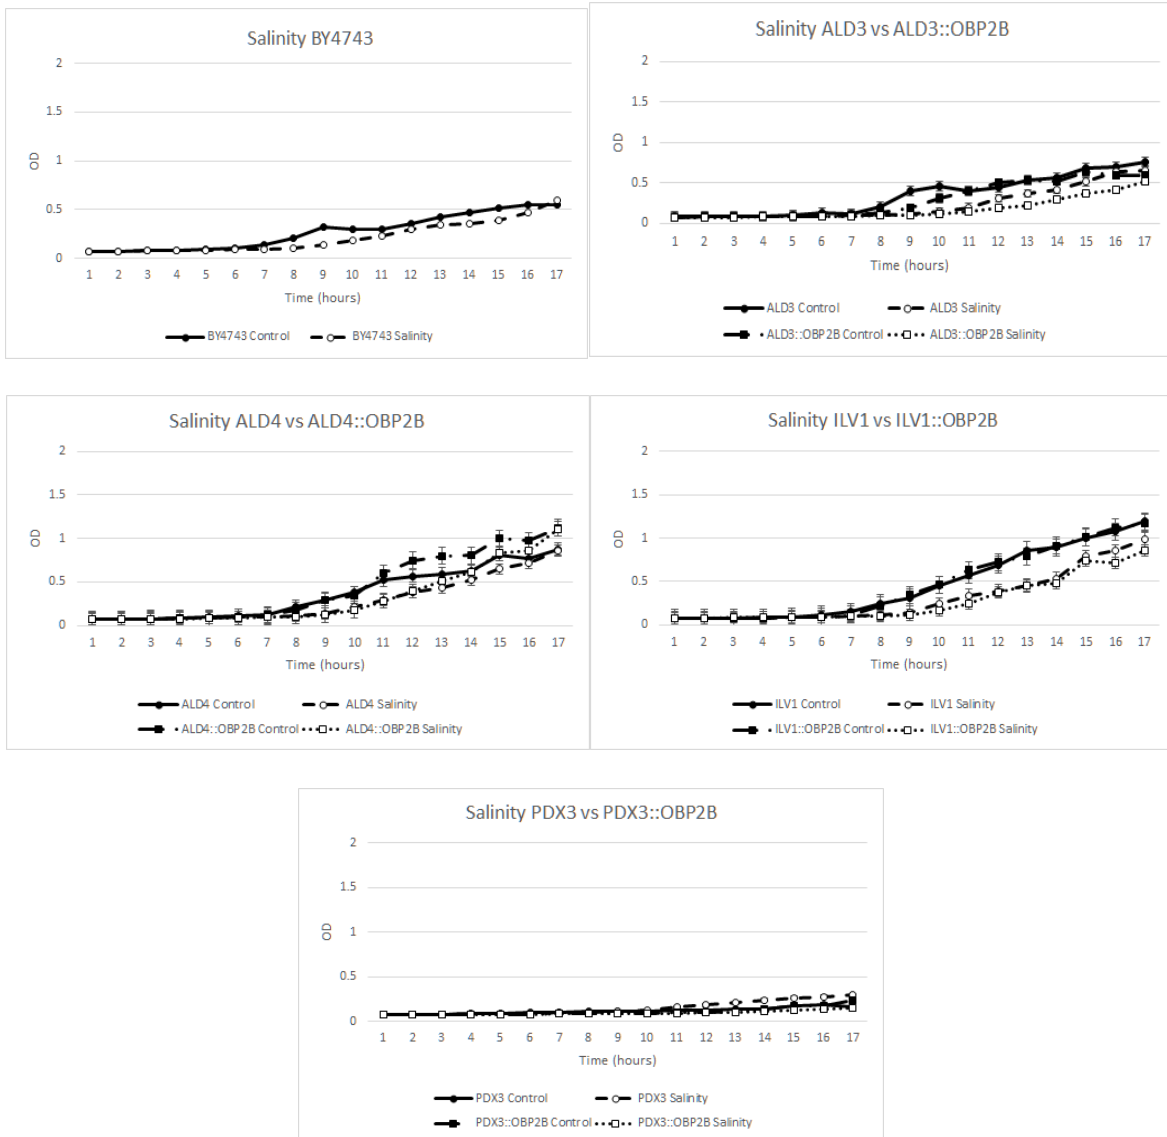 Salinity BY4743
2
1.5
1
0.5
0
OD
1 2 3 4 5 6 7 8 9 10 11 12 13 14 15 16 17
Time (hours)
BY4743 Control BY4743 Salinity
Salinity ALD3 vs ALD3::OBP2B
2
1.5
1
0.5
0
OD
1 2 3 4 5 6 7 8 9 10 11 12 13 14 15 16 17
Time (hours)
ALD3 Control ALD3 Salinity
ALD3::OBP2B Control ALD3::OBP2B Salinity
Salinity ALD4 vs ALD4::OBP2B
2
1.5
1
0.5
0
OD
1 2 3 4 5 6 7 8 9 10 11 12 13 14 15 16 17
Time (hours)
ALD4 Control ALD4 Salinity
ALD4::OBP2B Control ALD4::OBP2B Salinity
Salinity ILV1 vs ILV1::OBP2B
2
1.5
1
0.5
0
OD
1 2 3 4 5 6 7 8 9 10 11 12 13 14 15 16 17
Time (hours)
ILV1 Control ILV1 Salinity
ILV1::OBP2B Control ILV1::OBP2B Salinity
Salinity PDX3 vs PDX3::OBP2B
2
1.5
1
0.5
0
OD
1 2 3 4 5 6 7 8 9 10 11 12 13 14 15 16 17
Time (hours)
PDX3 Control PDX3 Salinity
PDX3::OBP2B Control PDX3::OBP2B Salinity